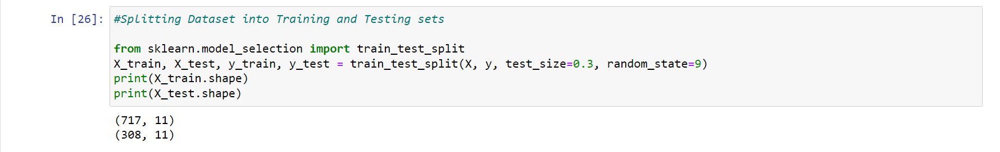 In [26]: #Splitting Dataset into Training and Testing sets
from sklearn.model_selection import train_test_split
X_train, X_test, y_train, y_test = train_test_split(X, y, test_size=0.3, random_state=9)
print(X_train.shape)
print(X_test.shape)
(717, 11)
(308, 11)